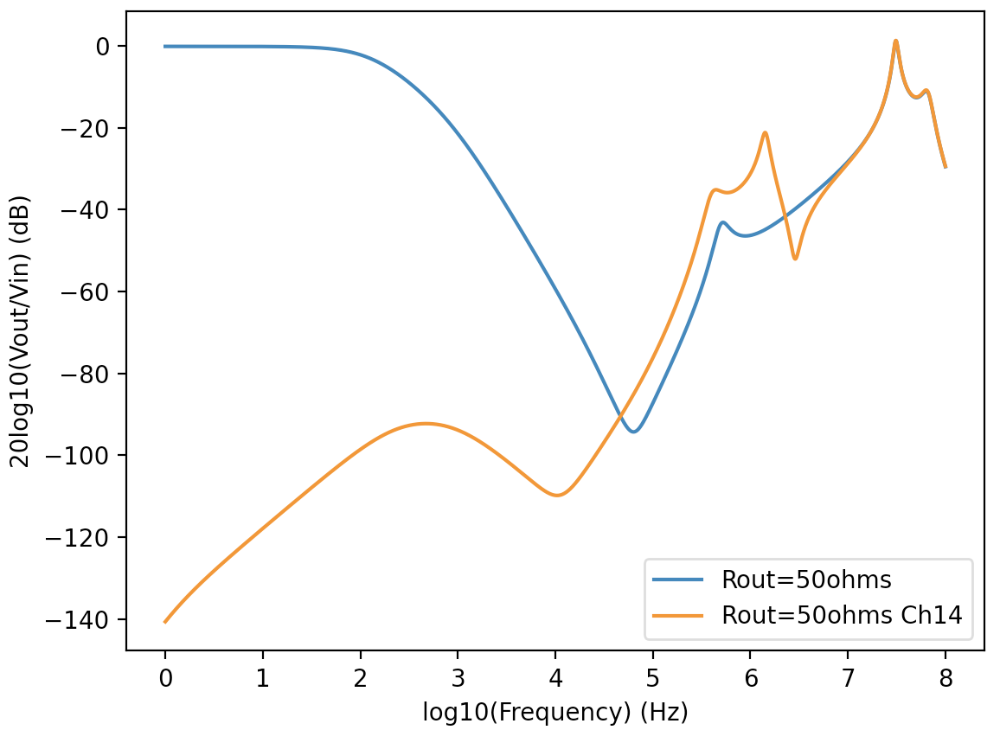 20log10(Vout/Vin) (dB)
0
−20
−40
−60
−80
−100
−120
−140
Rout=50ohms
Rout=50ohms Ch14
0 1 2 3 4 5 6 7 8
log10(Frequency) (Hz)